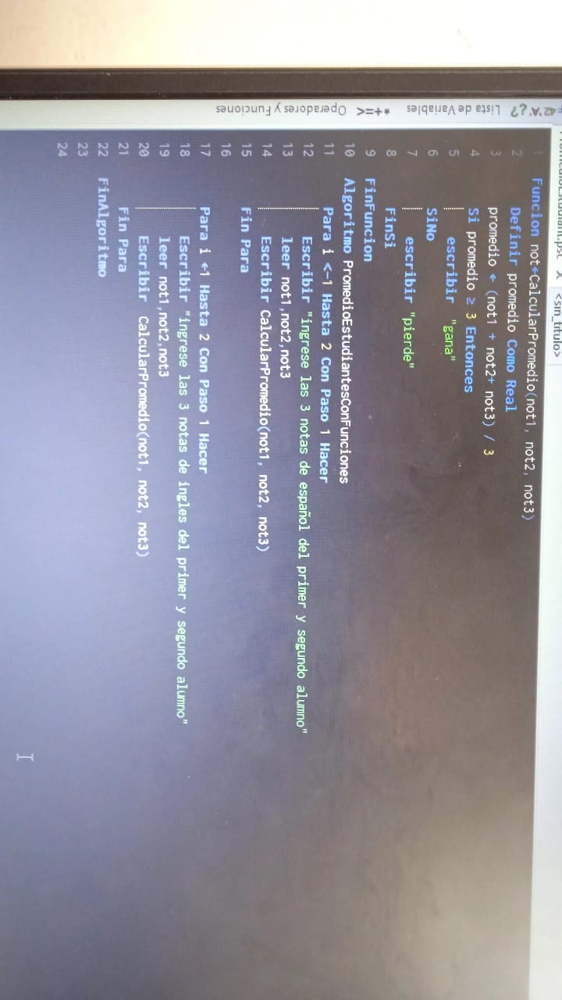 42'A'¿? Lista de Variables *+=<> Operadores y Funciones
<sin_titulo>
1 Funcion not←CalcularPromedio(not1, not2, not3)
2 Definir promedio Como Real
3 promedio ← (not1 + not2+ not3) / 3
4 Si promedio ≥ 3 Entonces
5 escribir "gana"
6 SiNo
7 escribir "pierde"
8 FinSi
9 FinFuncion
10 Algoritmo PromedioEstudiantesConFunciones
11 Para i <-1 Hasta 2 Con Paso 1 Hacer
12 Escribir "ingrese las 3 notas de español del primer y segundo alumno"
13 leer not1,not2,not3
14 Escribir CalcularPromedio(not1, not2, not3)
15 Fin Para
16
17 Para i ←1 Hasta 2 Con Paso 1 Hacer
18 Escribir "ingrese las 3 notas de ingles del primer y segundo alumno"
19 leer not1,not2,not3
20 Escribir CalcularPromedio(not1, not2, not3)
21 Fin Para
22 FinAlgoritmo
23
24